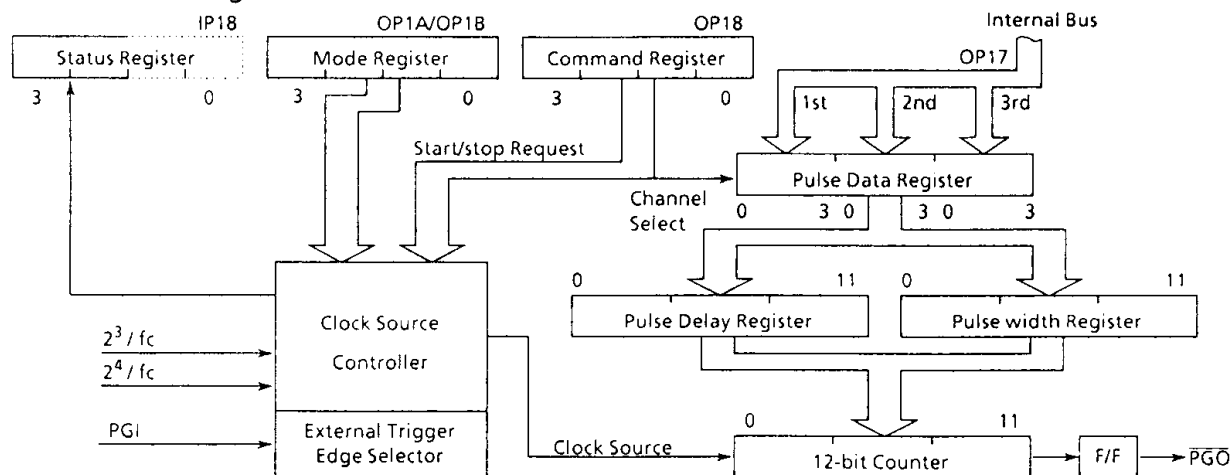 IP18
OP1A/OP1B
OP18
Internal Bus
Status Register
Mode Register
Command Register
OP17
3 0
3 0
3 0
1st 2nd 3rd
Start/stop Request
Pulse Data Register
Channel
Select
0 3 0 3 0 3
0 11
0 11
Clock Source
Controller
Pulse Delay Register
Pulse width Register
2³/fc
2⁴/fc
PGI
External Trigger
Edge Selector
Clock Source
0 11
12-bit Counter
F/F
P̅G̅O̅